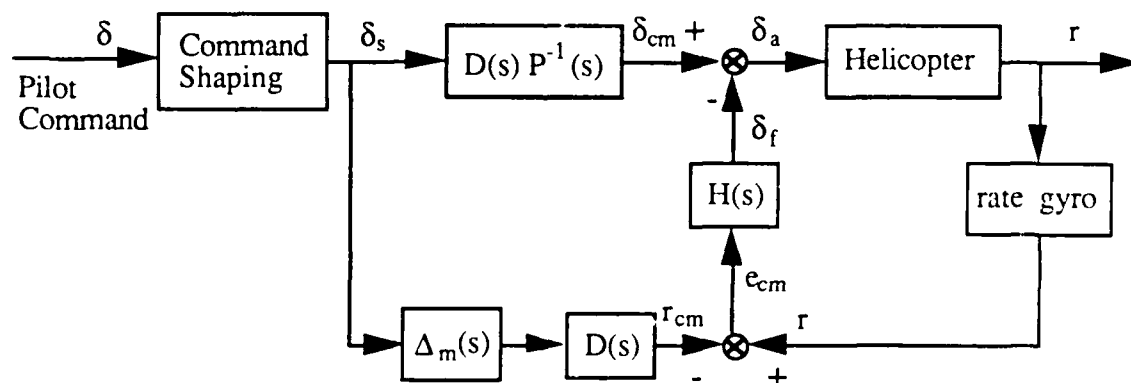 δ
Pilot
Command
Command
Shaping
δs
D(s) P⁻¹(s)
δcm +
-
δa
Helicopter
r
δf
H(s)
rate gyro
ecm
Δm(s)
D(s)
rcm
-
r
+